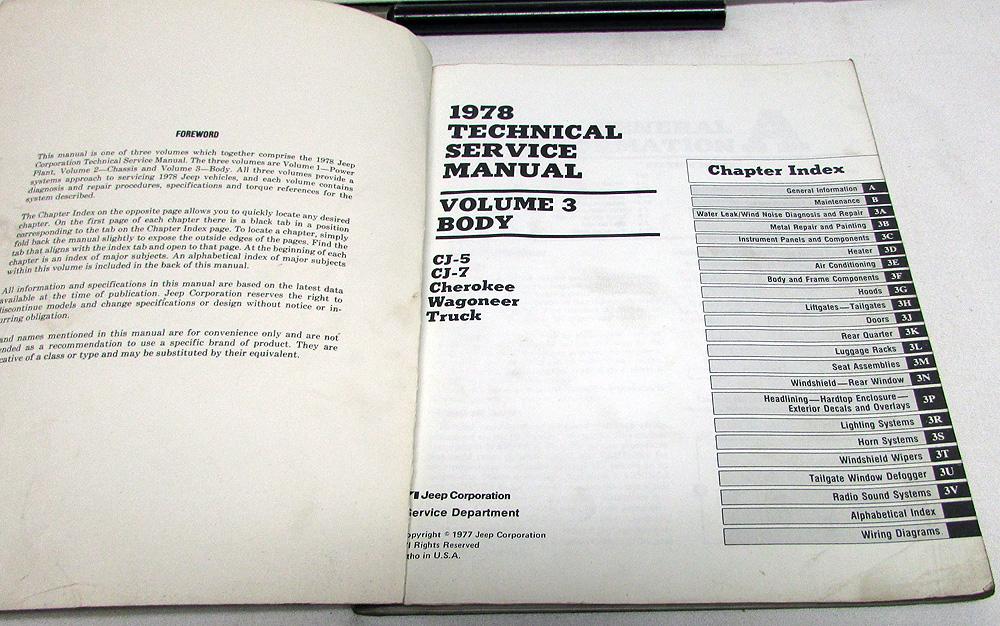 FOREWORD
This manual is one of three volumes which together comprise the 1978 Jeep
Corporation Technical Service Manual. The three volumes are Volume 1—Power
Plant, Volume 2—Chassis and Volume 3—Body. All three volumes provide a
systems approach to servicing 1978 Jeep vehicles, and each volume contains
diagnosis and repair procedures, specifications and torque references for the
system described.
The Chapter Index on the opposite page allows you to quickly locate any desired
chapter. On the first page of each chapter there is a black tab in a position
corresponding to the tab on the Chapter Index page. To locate a chapter, simply
fold back the manual slightly to expose the outside edges of the pages. Find the
tab that aligns with the index tab and open to that page. At the beginning of each
chapter is an index of major subjects. An alphabetical index of major subjects
within this volume is included in the back of this manual.
All information and specifications in this manual are based on the latest data
available at the time of publication. Jeep Corporation reserves the right to
discontinue models and change specifications or design without notice or in-
urring obligation.
and names mentioned in this manual are for convenience only and are not
nded as a recommendation to use a specific brand of product. They are
cative of a class or type and may be substituted by their equivalent.
1978
TECHNICAL
SERVICE
MANUAL
VOLUME 3
BODY
CJ-5
CJ-7
Cherokee
Wagoneer
Truck
Jeep Corporation
Service Department
opyright © 1977 Jeep Corporation
ll Rights Reserved
itho in U.S.A.
Chapter Index
General Information A
Maintenance B
Water Leak/Wind Noise Diagnosis and Repair 3A
Metal Repair and Painting 3B
Instrument Panels and Components 3C
Heater 3D
Air Conditioning 3E
Body and Frame Components 3F
Hoods 3G
Liftgates—Tailgates 3H
Doors 3J
Rear Quarter 3K
Luggage Racks 3L
Seat Assemblies 3M
Windshield—Rear Window 3N
Headlining—Hardtop Enclosure—
Exterior Decals and Overlays 3P
Lighting Systems 3R
Horn Systems 3S
Windshield Wipers 3T
Tailgate Window Defogger 3U
Radio Sound Systems 3V
Alphabetical Index
Wiring Diagrams